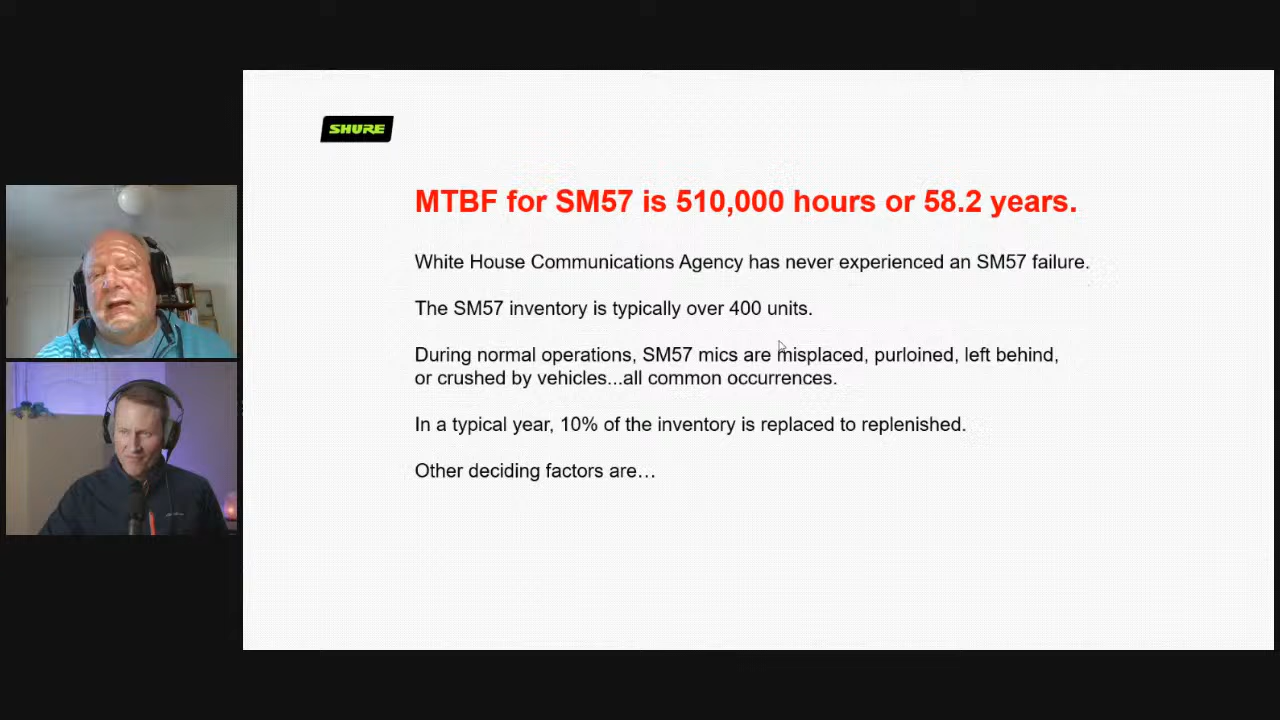 SHURE
MTBF for SM57 is 510,000 hours or 58.2 years.
White House Communications Agency has never experienced an SM57 failure.
The SM57 inventory is typically over 400 units.
During normal operations, SM57 mics are misplaced, purloined, left behind,
or crushed by vehicles...all common occurrences.
In a typical year, 10% of the inventory is replaced to replenished.
Other deciding factors are…